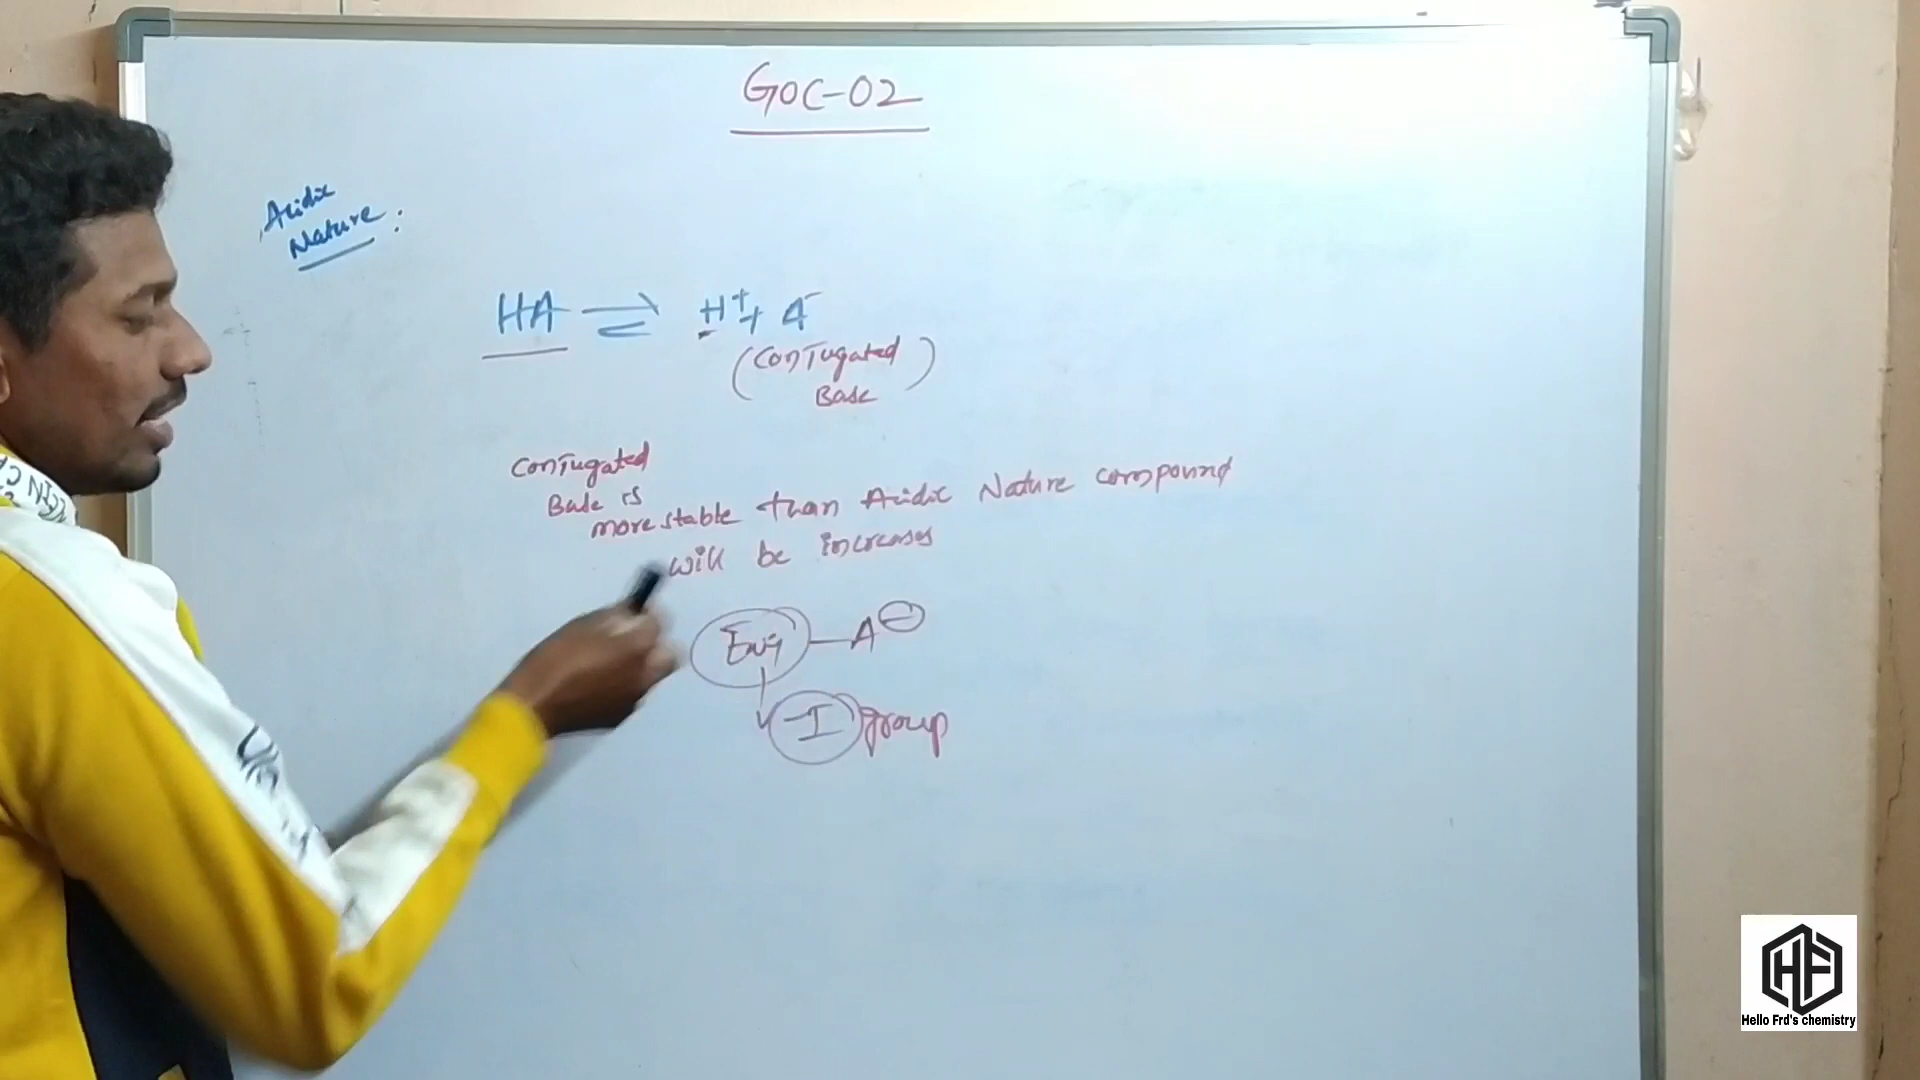 GOC-02
Acidic
Nature:
HA ⇌ H⁺ + A⁻
(Conjugated
Base)
Conjugated
Base is
more stable than Acidic Nature compound
will be increases
EWG — A⊖
-I group
HF
Hello Frd's chemistry